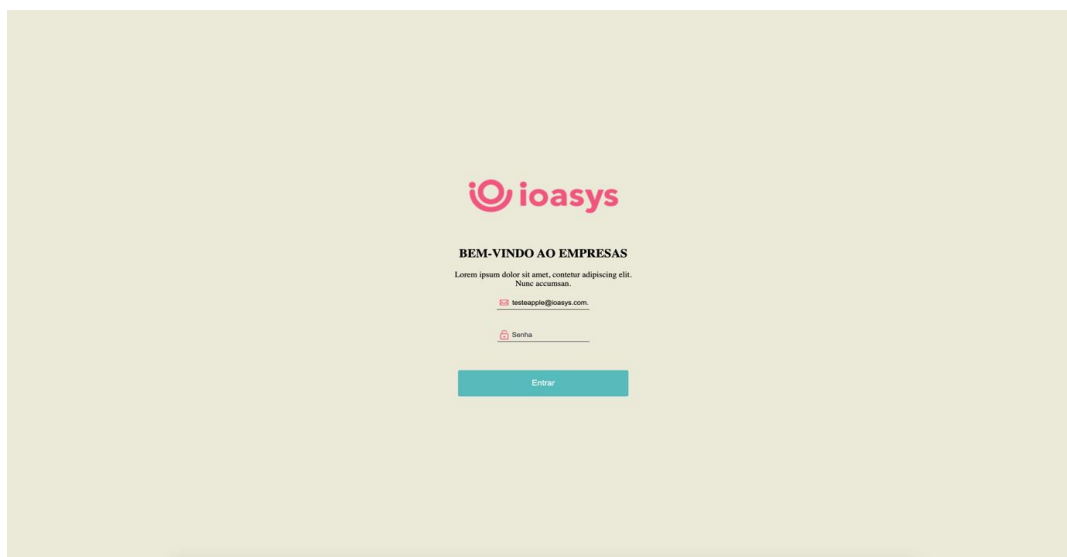 ioasys
BEM-VINDO AO EMPRESAS
Lorem ipsum dolor sit amet, contetur adipiscing elit.
Nunc accumsan.
testeapple@ioasys.com.
Senha
Entrar